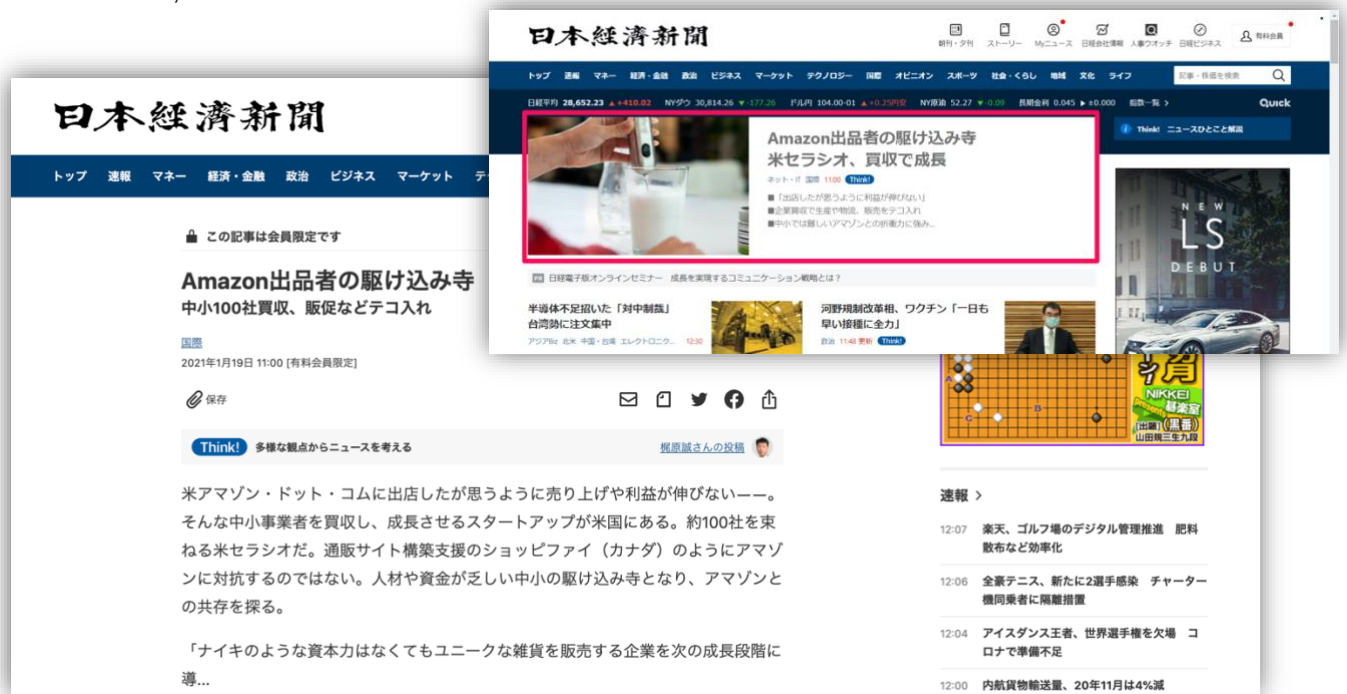 日本経済新聞
トップ 速報 マネー 経済・金融 政治 ビジネス マーケット
この記事は会員限定です
Amazon出品者の駆け込み寺
中小100社買収、販促などテコ入れ
国際
2021年1月19日 11:00 [有料会員限定]
保存
Think! 多様な観点からニュースを考える
梶原誠さんの投稿
米アマゾン・ドット・コムに出店したが思うように売り上げや利益が伸びない——。
そんな中小事業者を買収し、成長させるスタートアップが米国にある。約100社を束
ねる米セラシオだ。通販サイト構築支援のショッピファイ（カナダ）のようにアマゾ
ンに対抗するのではない。人材や資金が乏しい中小の駆け込み寺となり、アマゾンと
の共存を探る。
「ナイキのような資本力はなくてもユニークな雑貨を販売する企業を次の成長段階に
導...
日本経済新聞
朝刊・夕刊 ストーリー Myニュース 日経会社情報 人事ウオッチ 日経ビジネス 有料会員
トップ 速報 マネー 経済・金融 政治 ビジネス マーケット テクノロジー 国際 オピニオン スポーツ 社会・くらし 地域 文化 ライフ
記事・株価を検索
日経平均 28,652.23 ▲+410.02 NYダウ 30,814.26 ▼-177.26 ドル円 104.00-01 ▲+0.25円安 NY原油 52.27 ▼-0.09 長期金利 0.045 ▶±0.000 指数一覧 >
QUICK
Amazon出品者の駆け込み寺
米セラシオ、買収で成長
ネット・IT 国際 11:00 Think!
■「出店したが思うように利益が伸びない」
■企業買収で生産や物流、販売をテコ入れ
■中小では難しいアマゾンとの折衝力に強み...
Think! ニュースひとこと解説
NEW
LS
DEBUT
PR 日経電子版オンラインセミナー 成長を実現するコミュニケーション戦略とは？
半導体不足招いた「対中制裁」
台湾勢に注文集中
アジアBiz 北米 中国・台湾 エレクトロニク... 12:30
河野規制改革相、ワクチン「一日も
早い接種に全力」
政治 11:48 更新 Think!
A
B
C
NIKKEI
presents
囲碁室
[出題]（黒番）
山田規三生九段
速報 >
12:07 楽天、ゴルフ場のデジタル管理推進 肥料
散布など効率化
12:06 全豪テニス、新たに2選手感染 チャーター
機同乗者に隔離措置
12:04 アイスダンス王者、世界選手権を欠場 コ
ロナで準備不足
12:00 内航貨物輸送量、20年11月は4%減